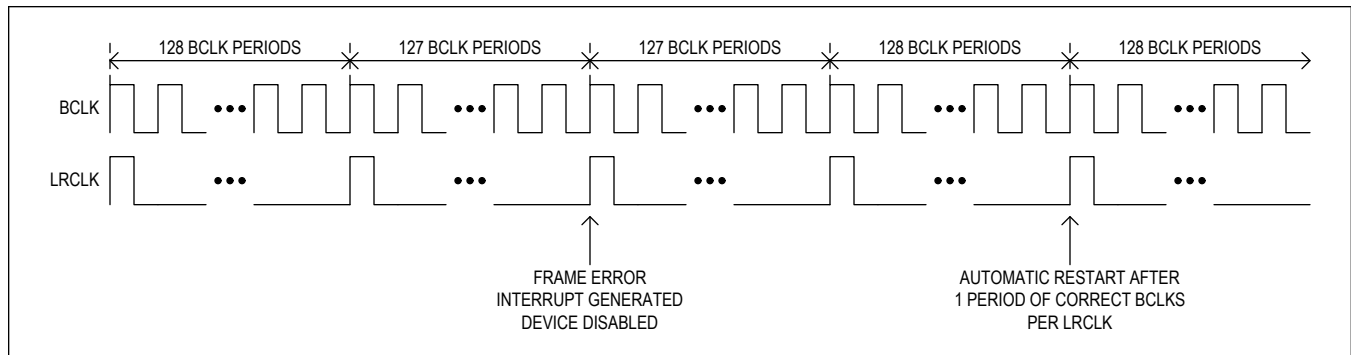 128 BCLK PERIODS 127 BCLK PERIODS 127 BCLK PERIODS 128 BCLK PERIODS 128 BCLK PERIODS
BCLK
LRCLK
FRAME ERROR
INTERRUPT GENERATED
DEVICE DISABLED
AUTOMATIC RESTART AFTER
1 PERIOD OF CORRECT BCLKS
PER LRCLK